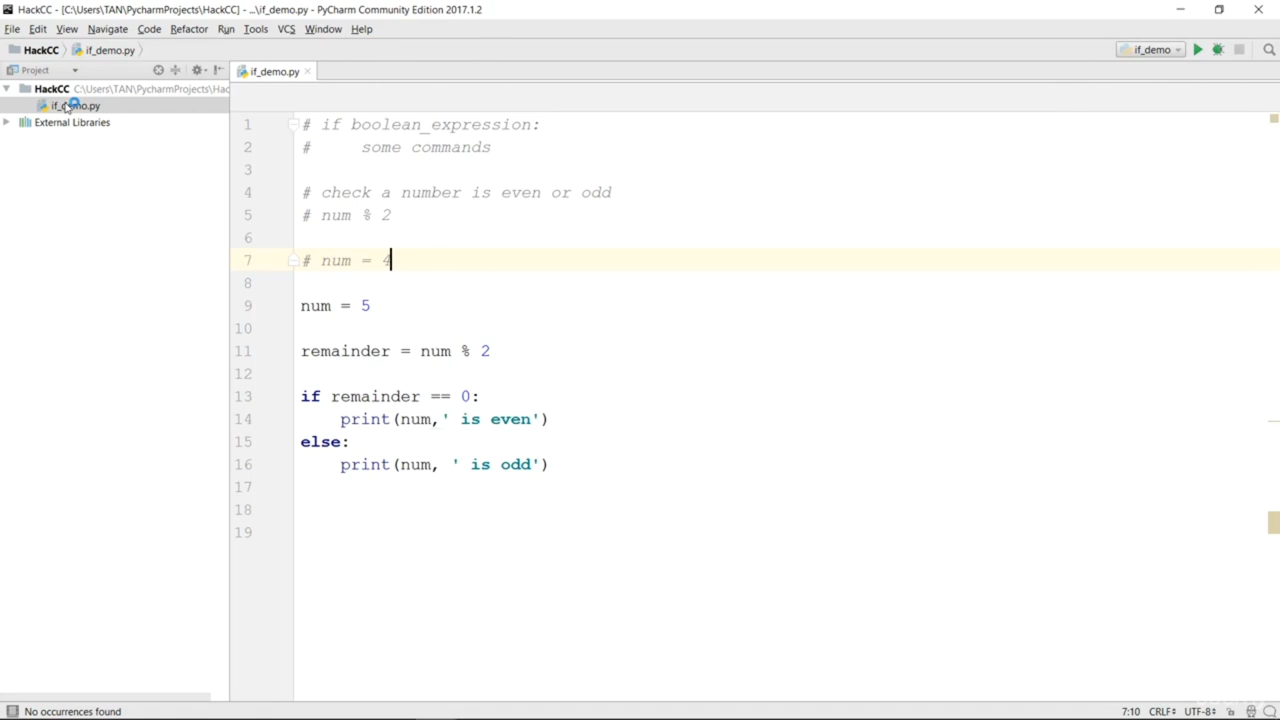 HackCC - [C:\Users\TAN\PycharmProjects\HackCC] - ...\if_demo.py - PyCharm Community Edition 2017.1.2
File Edit View Navigate Code Refactor Run Tools VCS Window Help
HackCC if_demo.py if_demo
Project if_demo.py
HackCC C:\Users\TAN\PycharmProjects\Hac
if_demo.py
External Libraries
1 # if boolean_expression:
2 # some commands
3
4 # check a number is even or odd
5 # num % 2
6
7 # num = 4
8
9 num = 5
10
11 remainder = num % 2
12
13 if remainder == 0:
14 print(num,' is even')
15 else:
16 print(num, ' is odd')
17
18
19
No occurrences found 7:10 CRLF UTF-8